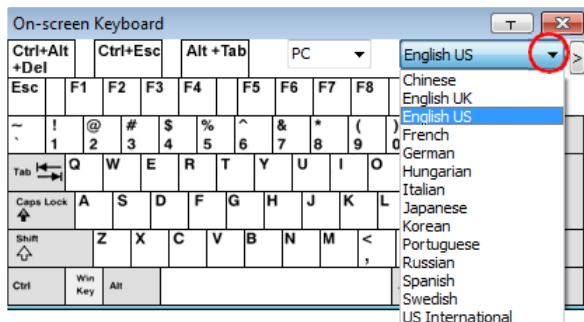 On-screen Keyboard
Ctrl+Alt +Del Ctrl+Esc Alt +Tab PC English US >
Esc F1 F2 F3 F4 F5 F6 F7 F8
~ ! @ # $ % ^ & * ( )
` 1 2 3 4 5 6 7 8 9 0
Tab Q W E R T Y U I O
Caps Lock A S D F G H J K L
Shift Z X C V B N M < ,
Ctrl Win Key Alt
Chinese
English UK
English US
French
German
Hungarian
Italian
Japanese
Korean
Portuguese
Russian
Spanish
Swedish
US International